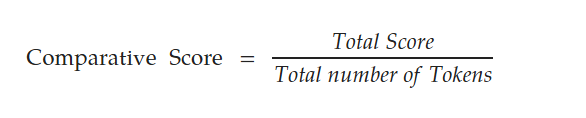 Comparative Score = Total Score
Total number of Tokens